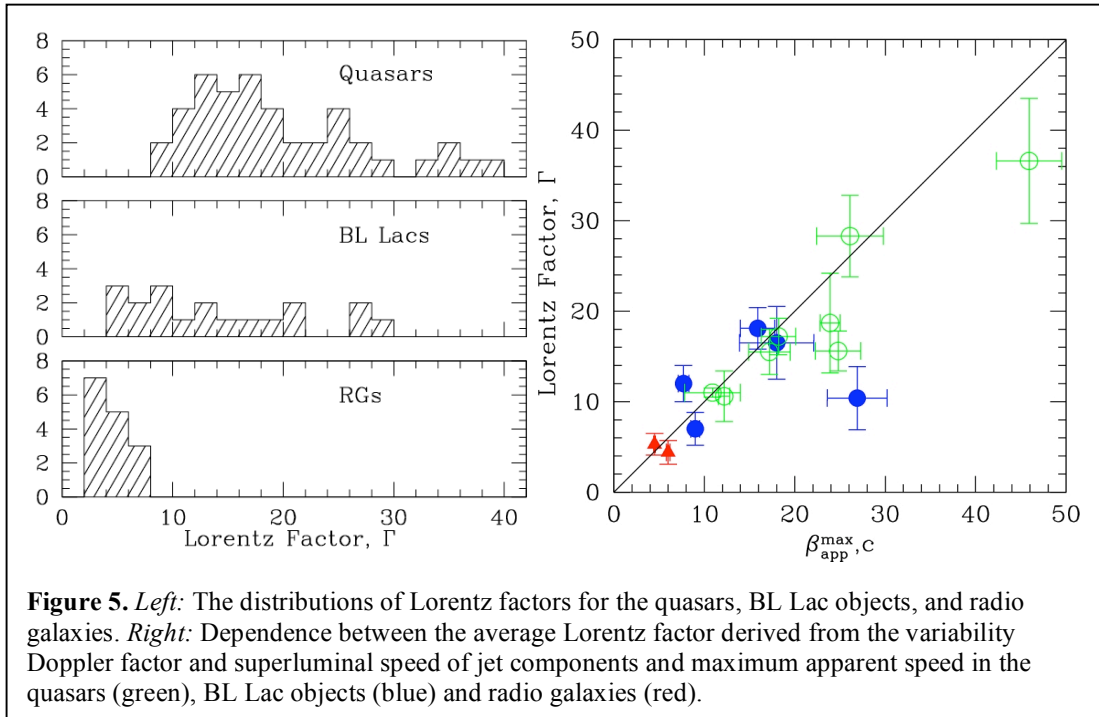 8
6
4
2
0
Quasars
8
6
4
2
0
BL Lacs
8
6
4
2
0
RGs
0 10 20 30 40
Lorentz Factor, Γ
50
40
30
20
10
0
Lorentz Factor, Γ
0 10 20 30 40 50
β^max_app,c
Figure 5. Left: The distributions of Lorentz factors for the quasars, BL Lac objects, and radio
galaxies. Right: Dependence between the average Lorentz factor derived from the variability
Doppler factor and superluminal speed of jet components and maximum apparent speed in the
quasars (green), BL Lac objects (blue) and radio galaxies (red).